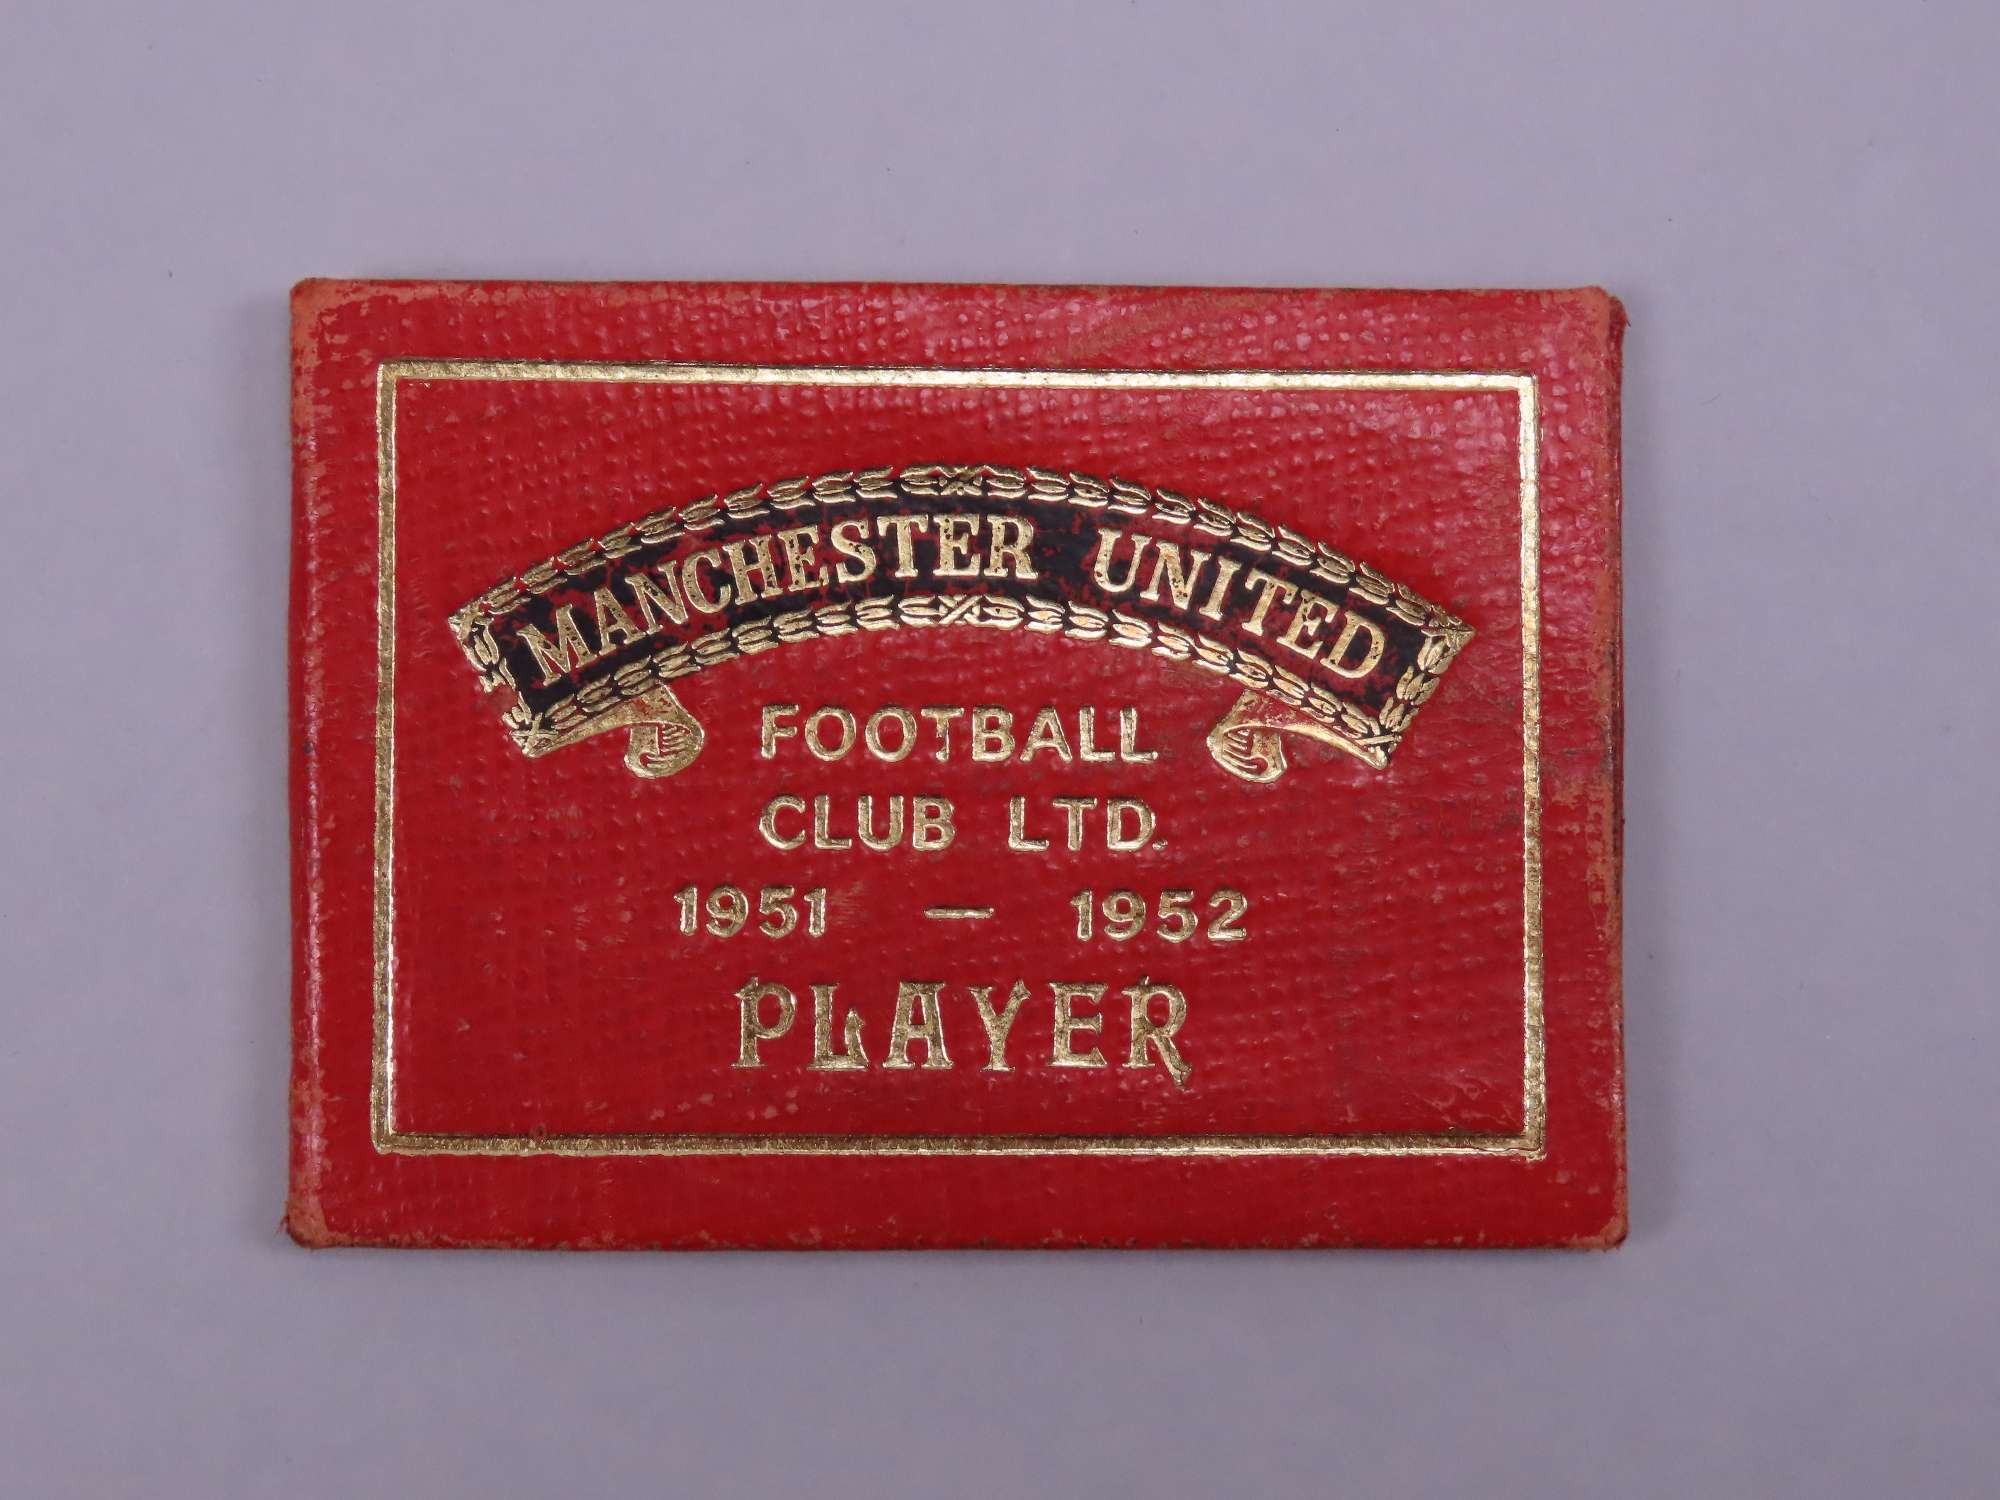 MANCHESTER UNITED
FOOTBALL
CLUB LTD.
1951 — 1952
PLAYER